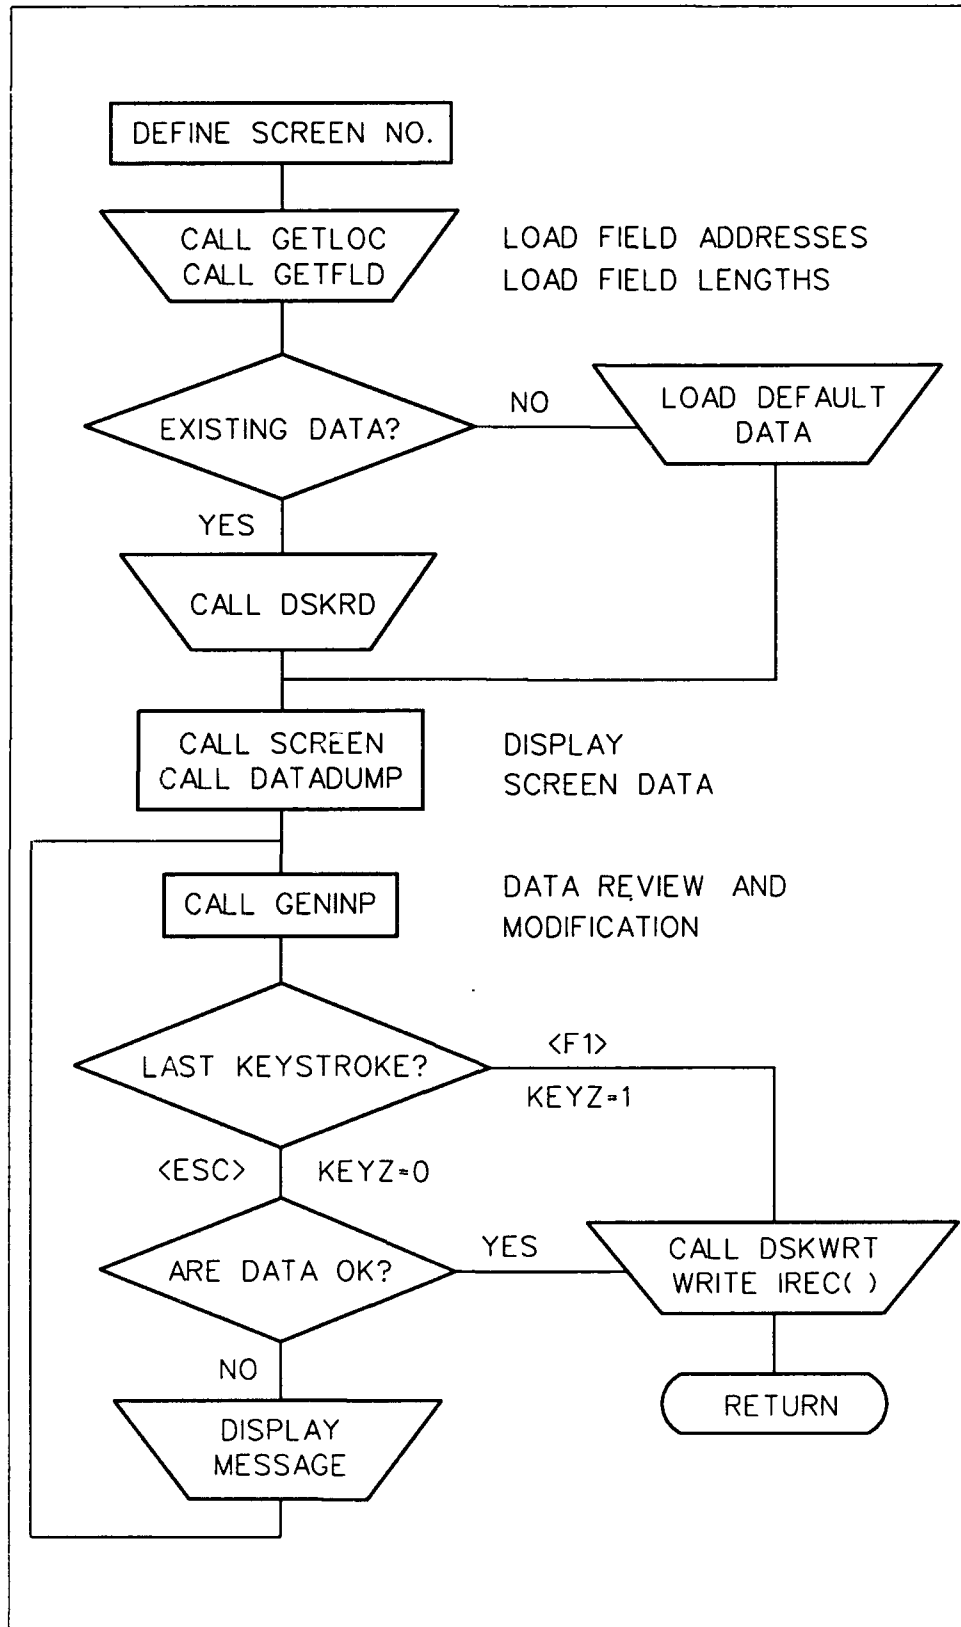 DEFINE SCREEN NO.
CALL GETLOC
CALL GETFLD
LOAD FIELD ADDRESSES
LOAD FIELD LENGTHS
EXISTING DATA?
NO
LOAD DEFAULT
DATA
YES
CALL DSKRD
CALL SCREEN
CALL DATADUMP
DISPLAY
SCREEN DATA
CALL GENINP
DATA REVIEW AND
MODIFICATION
LAST KEYSTROKE?
<F1>
KEYZ=1
<ESC> KEYZ=0
ARE DATA OK?
YES
CALL DSKWRT
WRITE IREC( )
NO
RETURN
DISPLAY
MESSAGE